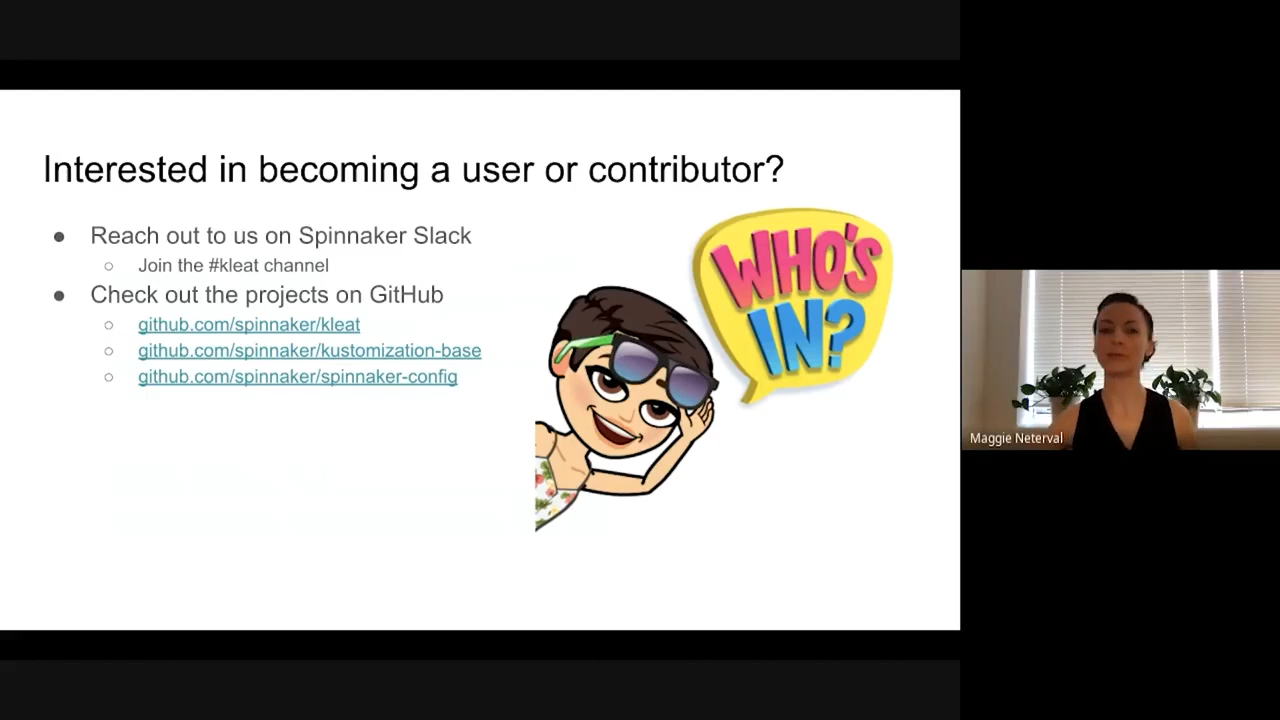 Interested in becoming a user or contributor?
● Reach out to us on Spinnaker Slack
○ Join the #kleat channel
● Check out the projects on GitHub
○ github.com/spinnaker/kleat
○ github.com/spinnaker/kustomization-base
○ github.com/spinnaker/spinnaker-config
WHO'S
IN?
Maggie Neterval